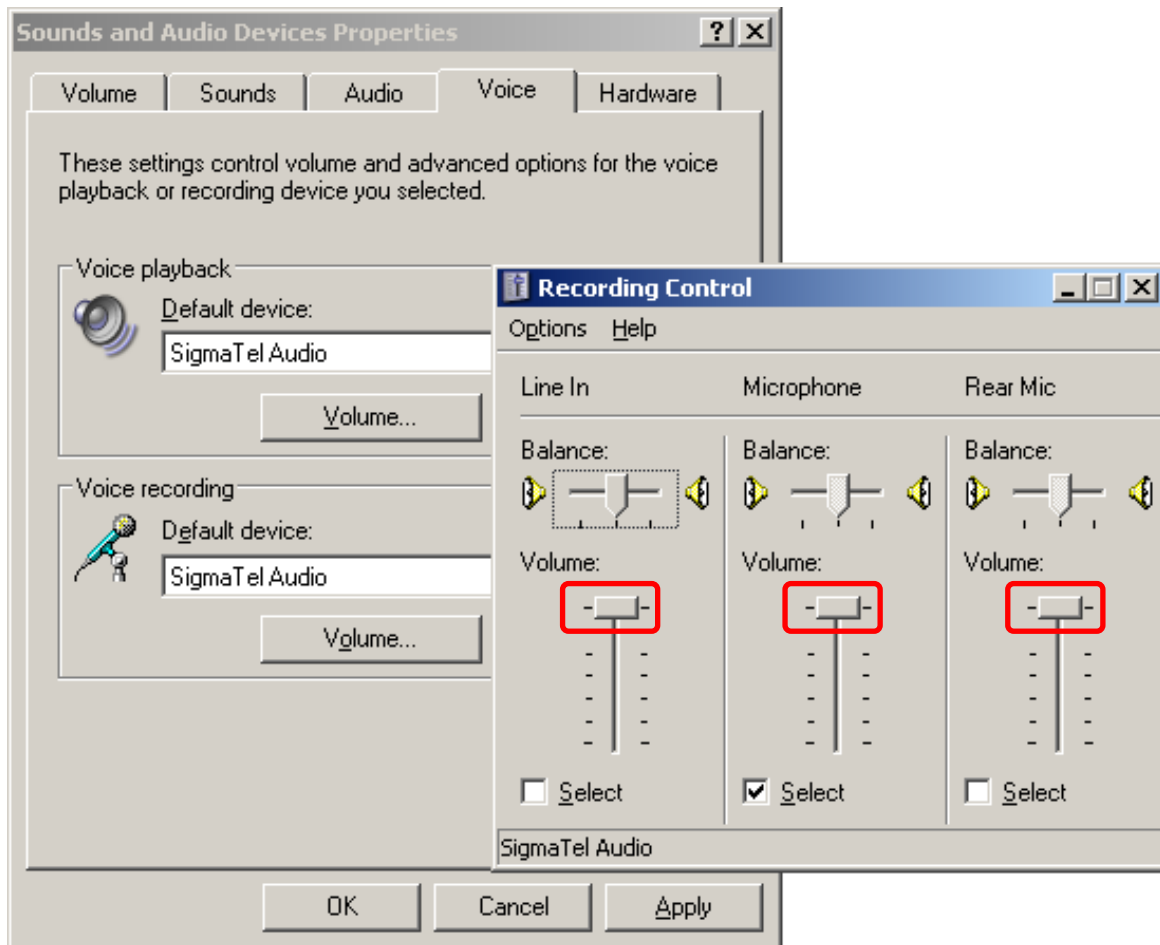 Sounds and Audio Devices Properties
Volume Sounds Audio Voice Hardware
These settings control volume and advanced options for the voice
playback or recording device you selected.
Voice playback
Default device:
SigmaTel Audio
Volume...
Voice recording
Default device:
SigmaTel Audio
Volume...
OK Cancel Apply
Recording Control
Options Help
Line In Microphone Rear Mic
Balance: Balance: Balance:
Volume: Volume: Volume:
Select Select Select
SigmaTel Audio